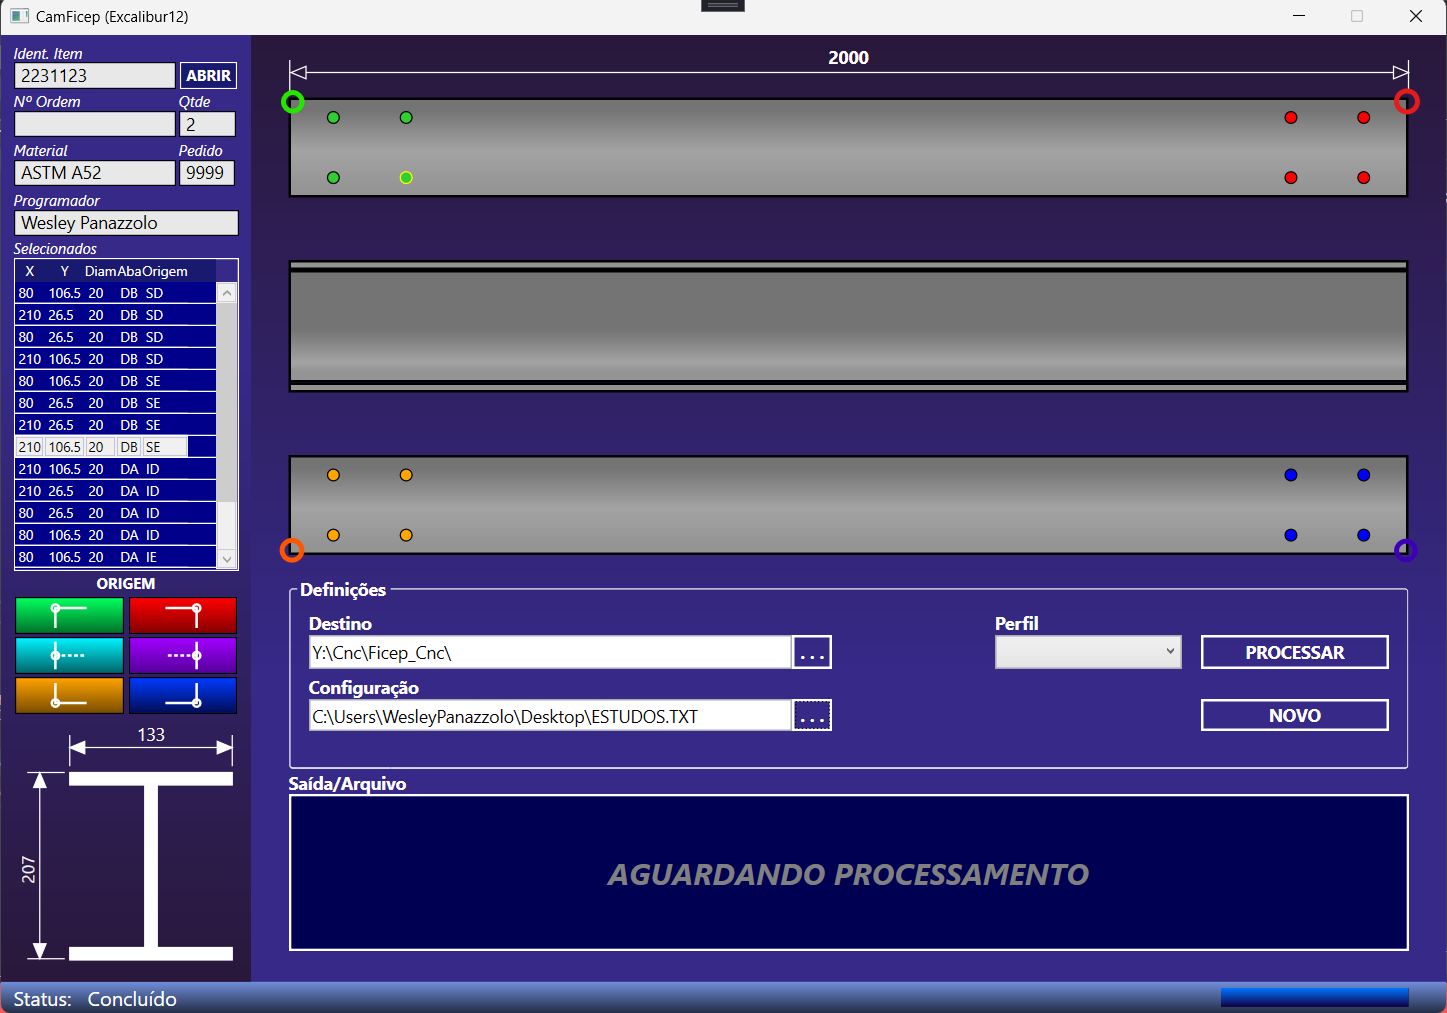 CamFicep (Excalibur12)
Ident. Item
2231123 ABRIR
Nº Ordem Qtde
2
Material Pedido
ASTM A52 9999
Programador
Wesley Panazzolo
Selecionados
X Y Diam Aba Origem
80 106.5 20 DB SD
210 26.5 20 DB SD
80 26.5 20 DB SD
210 106.5 20 DB SD
80 106.5 20 DB SE
80 26.5 20 DB SE
210 26.5 20 DB SE
210 106.5 20 DB SE
210 106.5 20 DA ID
210 26.5 20 DA ID
80 26.5 20 DA ID
80 106.5 20 DA ID
80 106.5 20 DA IE
ORIGEM
133
207
2000
Definições
Destino
Y:\Cnc\Ficep_Cnc\ ...
Perfil
PROCESSAR
Configuração
C:\Users\WesleyPanazzolo\Desktop\ESTUDOS.TXT ...
NOVO
Saída/Arquivo
AGUARDANDO PROCESSAMENTO
Status: Concluído